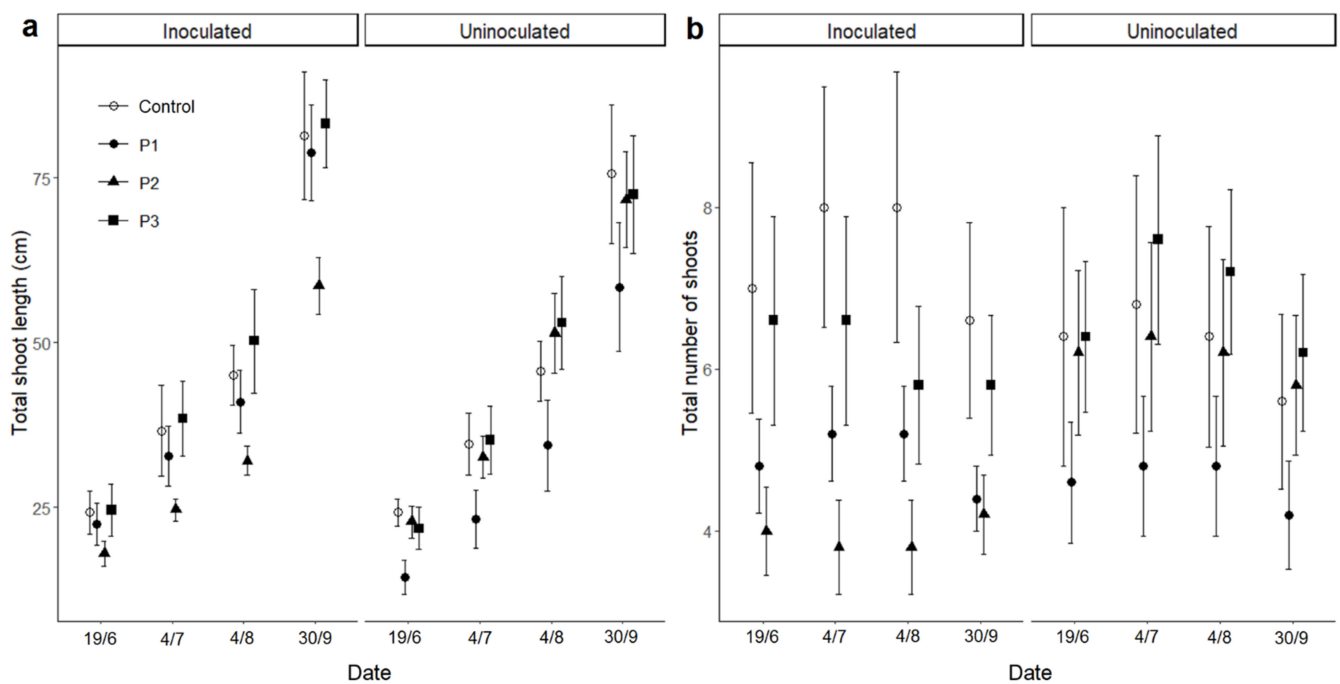 a
Inoculated
Uninoculated
Control
P1
P2
P3
75
50
25
Total shoot length (cm)
19/6
4/7
4/8
30/9
19/6
4/7
4/8
30/9
Date
b
Inoculated
Uninoculated
8
6
4
Total number of shoots
19/6
4/7
4/8
30/9
19/6
4/7
4/8
30/9
Date